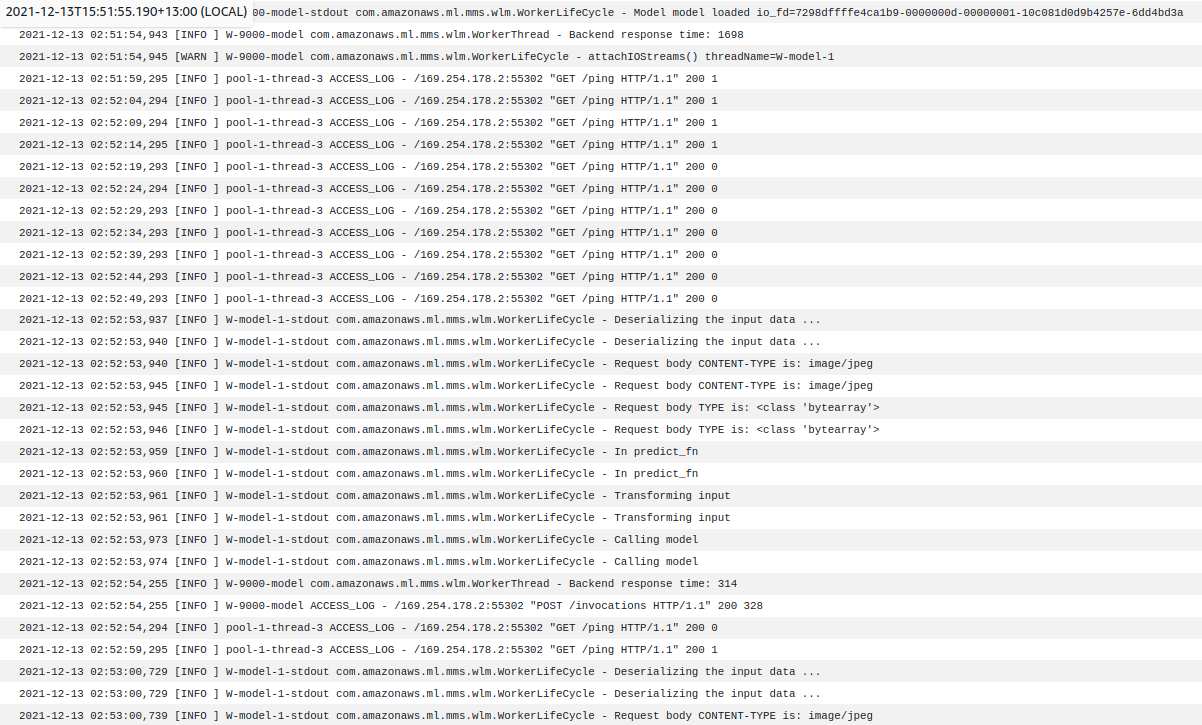 2021-12-13T15:51:55.190+13:00 (LOCAL) 00-model-stdout com.amazonaws.ml.mms.wlm.WorkerLifeCycle - Model model loaded io_fd=7298dffffe4ca1b9-0000000d-00000001-10c081d0d9b4257e-6dd4bd3a
2021-12-13 02:51:54,943 [INFO ] W-9000-model com.amazonaws.ml.mms.wlm.WorkerThread - Backend response time: 1698
2021-12-13 02:51:54,945 [WARN ] W-9000-model com.amazonaws.ml.mms.wlm.WorkerLifeCycle - attachIOStreams() threadName=W-model-1
2021-12-13 02:51:59,295 [INFO ] pool-1-thread-3 ACCESS_LOG - /169.254.178.2:55302 "GET /ping HTTP/1.1" 200 1
2021-12-13 02:52:04,294 [INFO ] pool-1-thread-3 ACCESS_LOG - /169.254.178.2:55302 "GET /ping HTTP/1.1" 200 1
2021-12-13 02:52:09,294 [INFO ] pool-1-thread-3 ACCESS_LOG - /169.254.178.2:55302 "GET /ping HTTP/1.1" 200 1
2021-12-13 02:52:14,295 [INFO ] pool-1-thread-3 ACCESS_LOG - /169.254.178.2:55302 "GET /ping HTTP/1.1" 200 1
2021-12-13 02:52:19,293 [INFO ] pool-1-thread-3 ACCESS_LOG - /169.254.178.2:55302 "GET /ping HTTP/1.1" 200 0
2021-12-13 02:52:24,294 [INFO ] pool-1-thread-3 ACCESS_LOG - /169.254.178.2:55302 "GET /ping HTTP/1.1" 200 0
2021-12-13 02:52:29,293 [INFO ] pool-1-thread-3 ACCESS_LOG - /169.254.178.2:55302 "GET /ping HTTP/1.1" 200 0
2021-12-13 02:52:34,293 [INFO ] pool-1-thread-3 ACCESS_LOG - /169.254.178.2:55302 "GET /ping HTTP/1.1" 200 0
2021-12-13 02:52:39,293 [INFO ] pool-1-thread-3 ACCESS_LOG - /169.254.178.2:55302 "GET /ping HTTP/1.1" 200 0
2021-12-13 02:52:44,293 [INFO ] pool-1-thread-3 ACCESS_LOG - /169.254.178.2:55302 "GET /ping HTTP/1.1" 200 0
2021-12-13 02:52:49,293 [INFO ] pool-1-thread-3 ACCESS_LOG - /169.254.178.2:55302 "GET /ping HTTP/1.1" 200 0
2021-12-13 02:52:53,937 [INFO ] W-model-1-stdout com.amazonaws.ml.mms.wlm.WorkerLifeCycle - Deserializing the input data ...
2021-12-13 02:52:53,940 [INFO ] W-model-1-stdout com.amazonaws.ml.mms.wlm.WorkerLifeCycle - Deserializing the input data ...
2021-12-13 02:52:53,940 [INFO ] W-model-1-stdout com.amazonaws.ml.mms.wlm.WorkerLifeCycle - Request body CONTENT-TYPE is: image/jpeg
2021-12-13 02:52:53,945 [INFO ] W-model-1-stdout com.amazonaws.ml.mms.wlm.WorkerLifeCycle - Request body CONTENT-TYPE is: image/jpeg
2021-12-13 02:52:53,945 [INFO ] W-model-1-stdout com.amazonaws.ml.mms.wlm.WorkerLifeCycle - Request body TYPE is: <class 'bytearray'>
2021-12-13 02:52:53,946 [INFO ] W-model-1-stdout com.amazonaws.ml.mms.wlm.WorkerLifeCycle - Request body TYPE is: <class 'bytearray'>
2021-12-13 02:52:53,959 [INFO ] W-model-1-stdout com.amazonaws.ml.mms.wlm.WorkerLifeCycle - In predict_fn
2021-12-13 02:52:53,960 [INFO ] W-model-1-stdout com.amazonaws.ml.mms.wlm.WorkerLifeCycle - In predict_fn
2021-12-13 02:52:53,961 [INFO ] W-model-1-stdout com.amazonaws.ml.mms.wlm.WorkerLifeCycle - Transforming input
2021-12-13 02:52:53,961 [INFO ] W-model-1-stdout com.amazonaws.ml.mms.wlm.WorkerLifeCycle - Transforming input
2021-12-13 02:52:53,973 [INFO ] W-model-1-stdout com.amazonaws.ml.mms.wlm.WorkerLifeCycle - Calling model
2021-12-13 02:52:53,974 [INFO ] W-model-1-stdout com.amazonaws.ml.mms.wlm.WorkerLifeCycle - Calling model
2021-12-13 02:52:54,255 [INFO ] W-9000-model com.amazonaws.ml.mms.wlm.WorkerThread - Backend response time: 314
2021-12-13 02:52:54,255 [INFO ] W-9000-model ACCESS_LOG - /169.254.178.2:55302 "POST /invocations HTTP/1.1" 200 328
2021-12-13 02:52:54,294 [INFO ] pool-1-thread-3 ACCESS_LOG - /169.254.178.2:55302 "GET /ping HTTP/1.1" 200 0
2021-12-13 02:52:59,295 [INFO ] pool-1-thread-3 ACCESS_LOG - /169.254.178.2:55302 "GET /ping HTTP/1.1" 200 1
2021-12-13 02:53:00,729 [INFO ] W-model-1-stdout com.amazonaws.ml.mms.wlm.WorkerLifeCycle - Deserializing the input data ...
2021-12-13 02:53:00,729 [INFO ] W-model-1-stdout com.amazonaws.ml.mms.wlm.WorkerLifeCycle - Deserializing the input data ...
2021-12-13 02:53:00,739 [INFO ] W-model-1-stdout com.amazonaws.ml.mms.wlm.WorkerLifeCycle - Request body CONTENT-TYPE is: image/jpeg